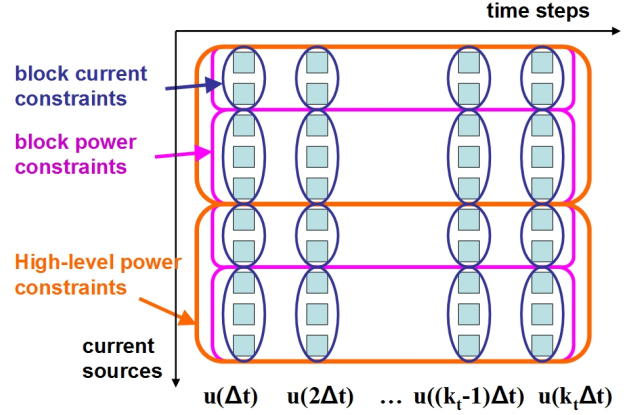 time steps
block current
constraints
block power
constraints
High-level power
constraints
current
sources
u(Δt) u(2Δt) ... u((kₜ-1)Δt) u(kₜΔt)